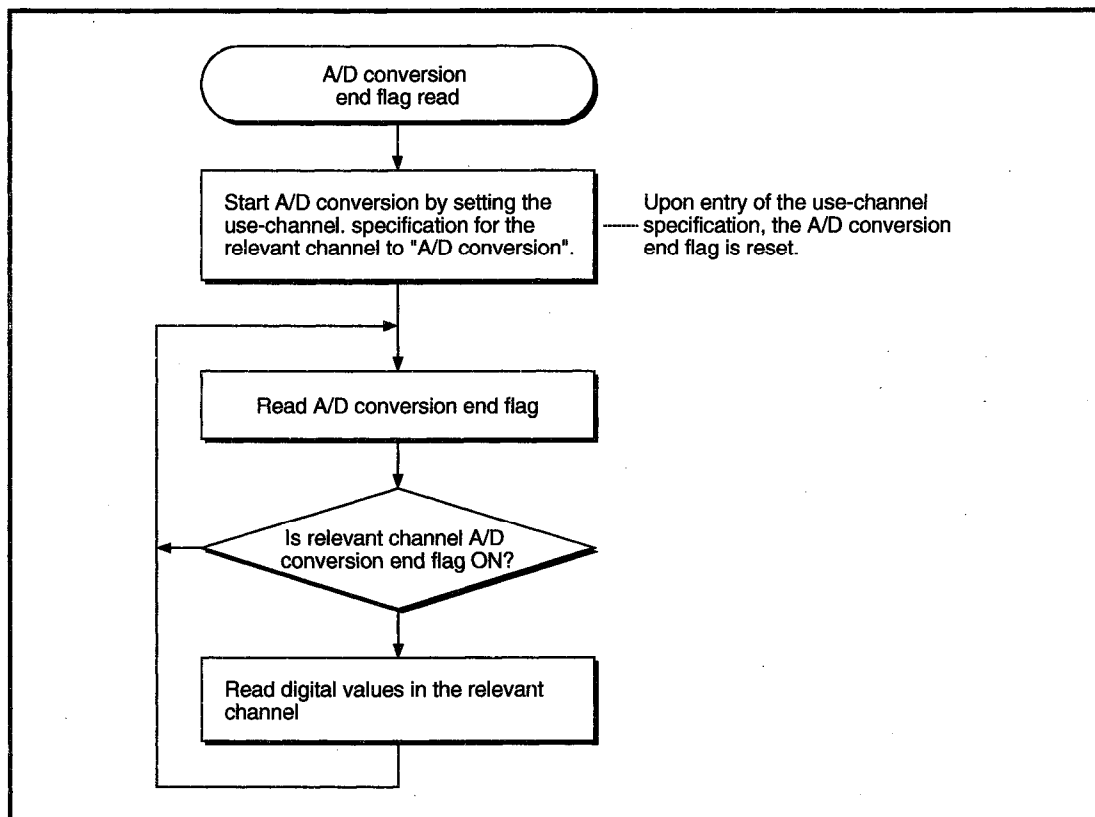 A/D conversion
end flag read
Start A/D conversion by setting the
use-channel. specification for the
relevant channel to "A/D conversion".
Upon entry of the use-channel
specification, the A/D conversion
end flag is reset.
Read A/D conversion end flag
Is relevant channel A/D
conversion end flag ON?
Read digital values in the relevant
channel